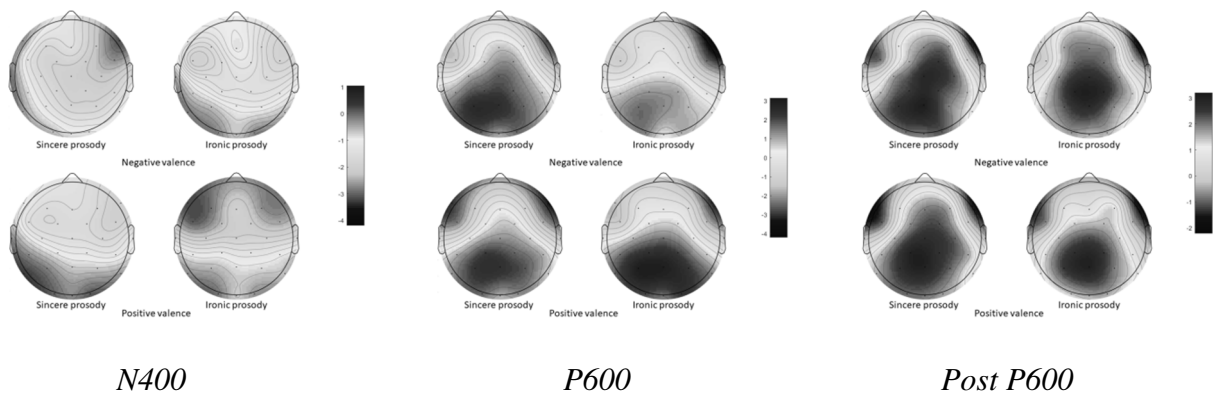 Sincere prosody Ironic prosody
Negative valence
Sincere prosody Ironic prosody
Positive valence
1
0
-1
-2
-3
-4
N400
Sincere prosody Ironic prosody
Negative valence
Sincere prosody Ironic prosody
Positive valence
3
2
1
0
-1
-2
-3
-4
P600
Sincere prosody Ironic prosody
Negative valence
Sincere prosody Ironic prosody
Positive valence
3
2
1
0
-1
-2
Post P600